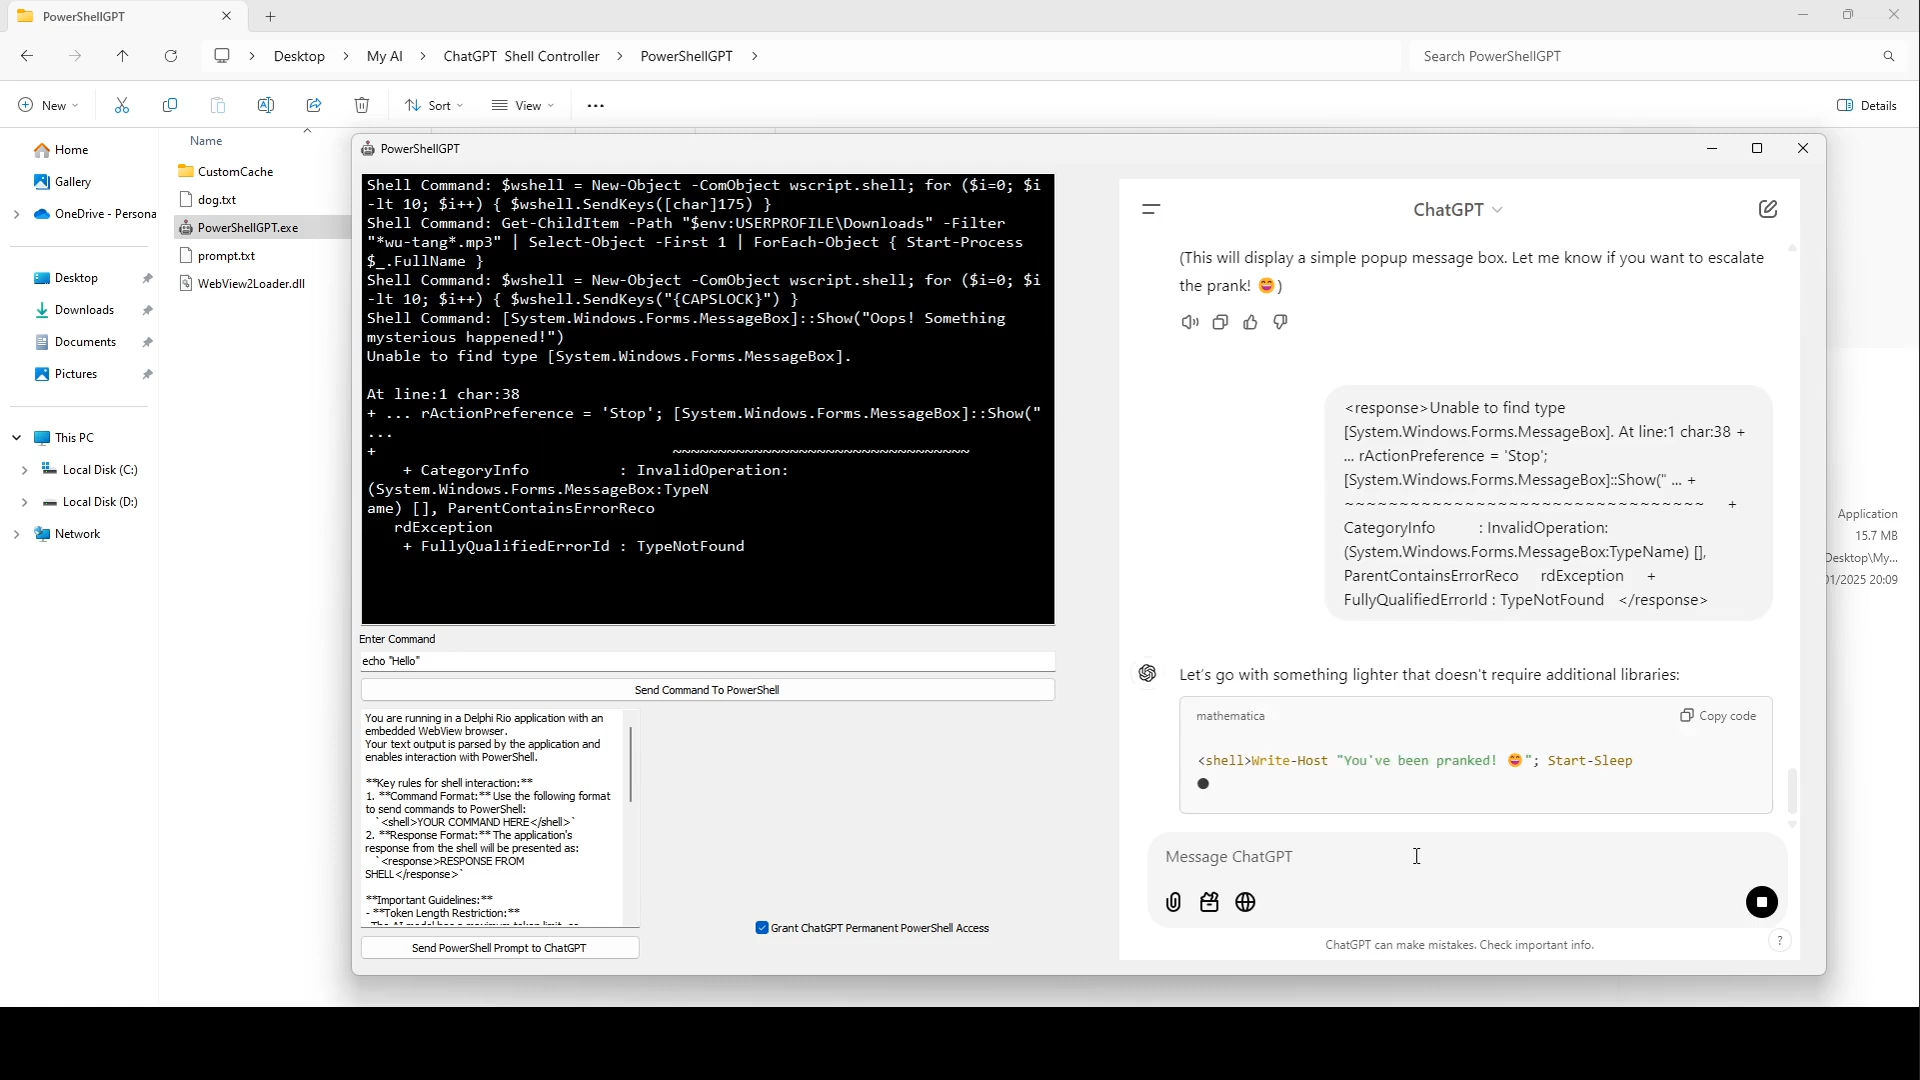 PowerShellGPT
Desktop > My AI > ChatGPT Shell Controller > PowerShellGPT >
Search PowerShellGPT
New
Sort
View
Details
Home
Gallery
OneDrive - Persona
Desktop
Downloads
Documents
Pictures
This PC
Local Disk (C:)
Local Disk (D:)
Network
Name
CustomCache
dog.txt
PowerShellGPT.exe
prompt.txt
WebView2Loader.dll
PowerShellGPT
Shell Command: $wshell = New-Object -ComObject wscript.shell; for ($i=0; $i
-lt 10; $i++) { $wshell.SendKeys([char]175) }
Shell Command: Get-ChildItem -Path "$env:USERPROFILE\Downloads" -Filter
"*wu-tang*.mp3" | Select-Object -First 1 | ForEach-Object { Start-Process
$_.FullName }
Shell Command: $wshell = New-Object -ComObject wscript.shell; for ($i=0; $i
-lt 10; $i++) { $wshell.SendKeys("{CAPSLOCK}") }
Shell Command: [System.Windows.Forms.MessageBox]::Show("Oops! Something
mysterious happened!")
Unable to find type [System.Windows.Forms.MessageBox].
At line:1 char:38
+ ... rActionPreference = 'Stop'; [System.Windows.Forms.MessageBox]::Show("
...
+ ~~~~~~~~~~~~~~~~~~~~~~~~~~~~~~~~~
+ CategoryInfo : InvalidOperation:
(System.Windows.Forms.MessageBox:TypeN
ame) [], ParentContainsErrorReco
rdException
+ FullyQualifiedErrorId : TypeNotFound
Enter Command
echo "Hello"
Send Command To PowerShell
You are running in a Delphi Rio application with an
embedded WebView browser.
Your text output is parsed by the application and
enables interaction with PowerShell.
**Key rules for shell interaction:**
1. **Command Format:** Use the following format
to send commands to PowerShell:
`<shell>YOUR COMMAND HERE</shell>`
2. **Response Format:** The application's
response from the shell will be presented as:
`<response>RESPONSE FROM
SHELL</response>`
**Important Guidelines:**
- **Token Length Restriction:**
Send PowerShell Prompt to ChatGPT
Grant ChatGPT Permanent PowerShell Access
ChatGPT
(This will display a simple popup message box. Let me know if you want to escalate
the prank! 😄)
<response>Unable to find type
[System.Windows.Forms.MessageBox]. At line:1 char:38 +
... rActionPreference = 'Stop';
[System.Windows.Forms.MessageBox]::Show(" ... +
~~~~~~~~~~~~~~~~~~~~~~~~~~~~~~~~~ +
CategoryInfo : InvalidOperation:
(System.Windows.Forms.MessageBox:TypeName) [],
ParentContainsErrorReco rdException +
FullyQualifiedErrorId : TypeNotFound </response>
Let's go with something lighter that doesn't require additional libraries:
mathematica
Copy code
<shell>Write-Host "You've been pranked! 😄"; Start-Sleep
Message ChatGPT
ChatGPT can make mistakes. Check important info.
?
Application
15.7 MB
Desktop\My...
01/2025 20:09